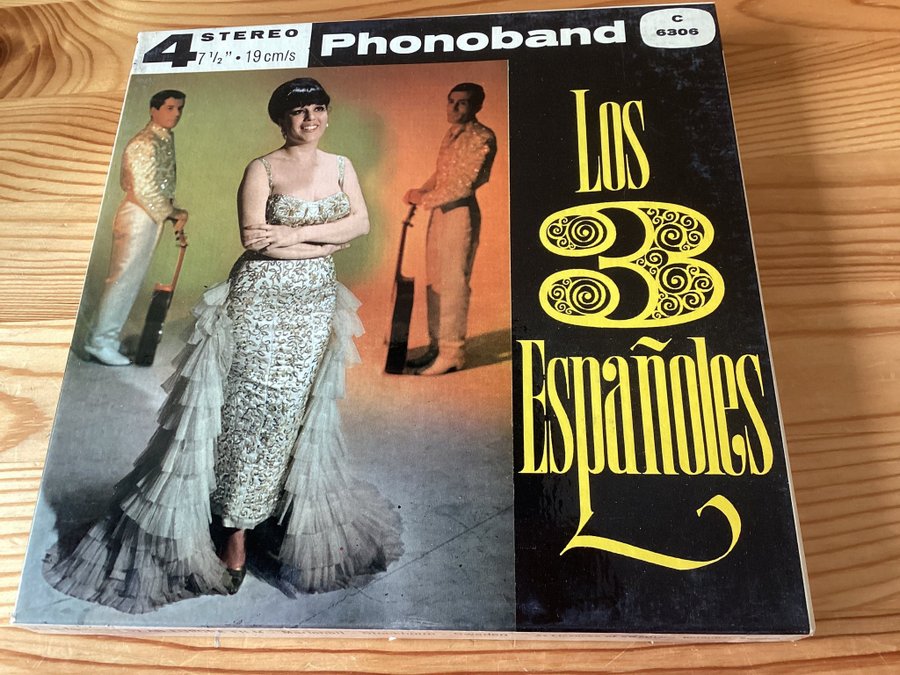 4 STEREO
7 1/2" • 19 cm/s
Phonoband
C
6306
Los
3
Españoles